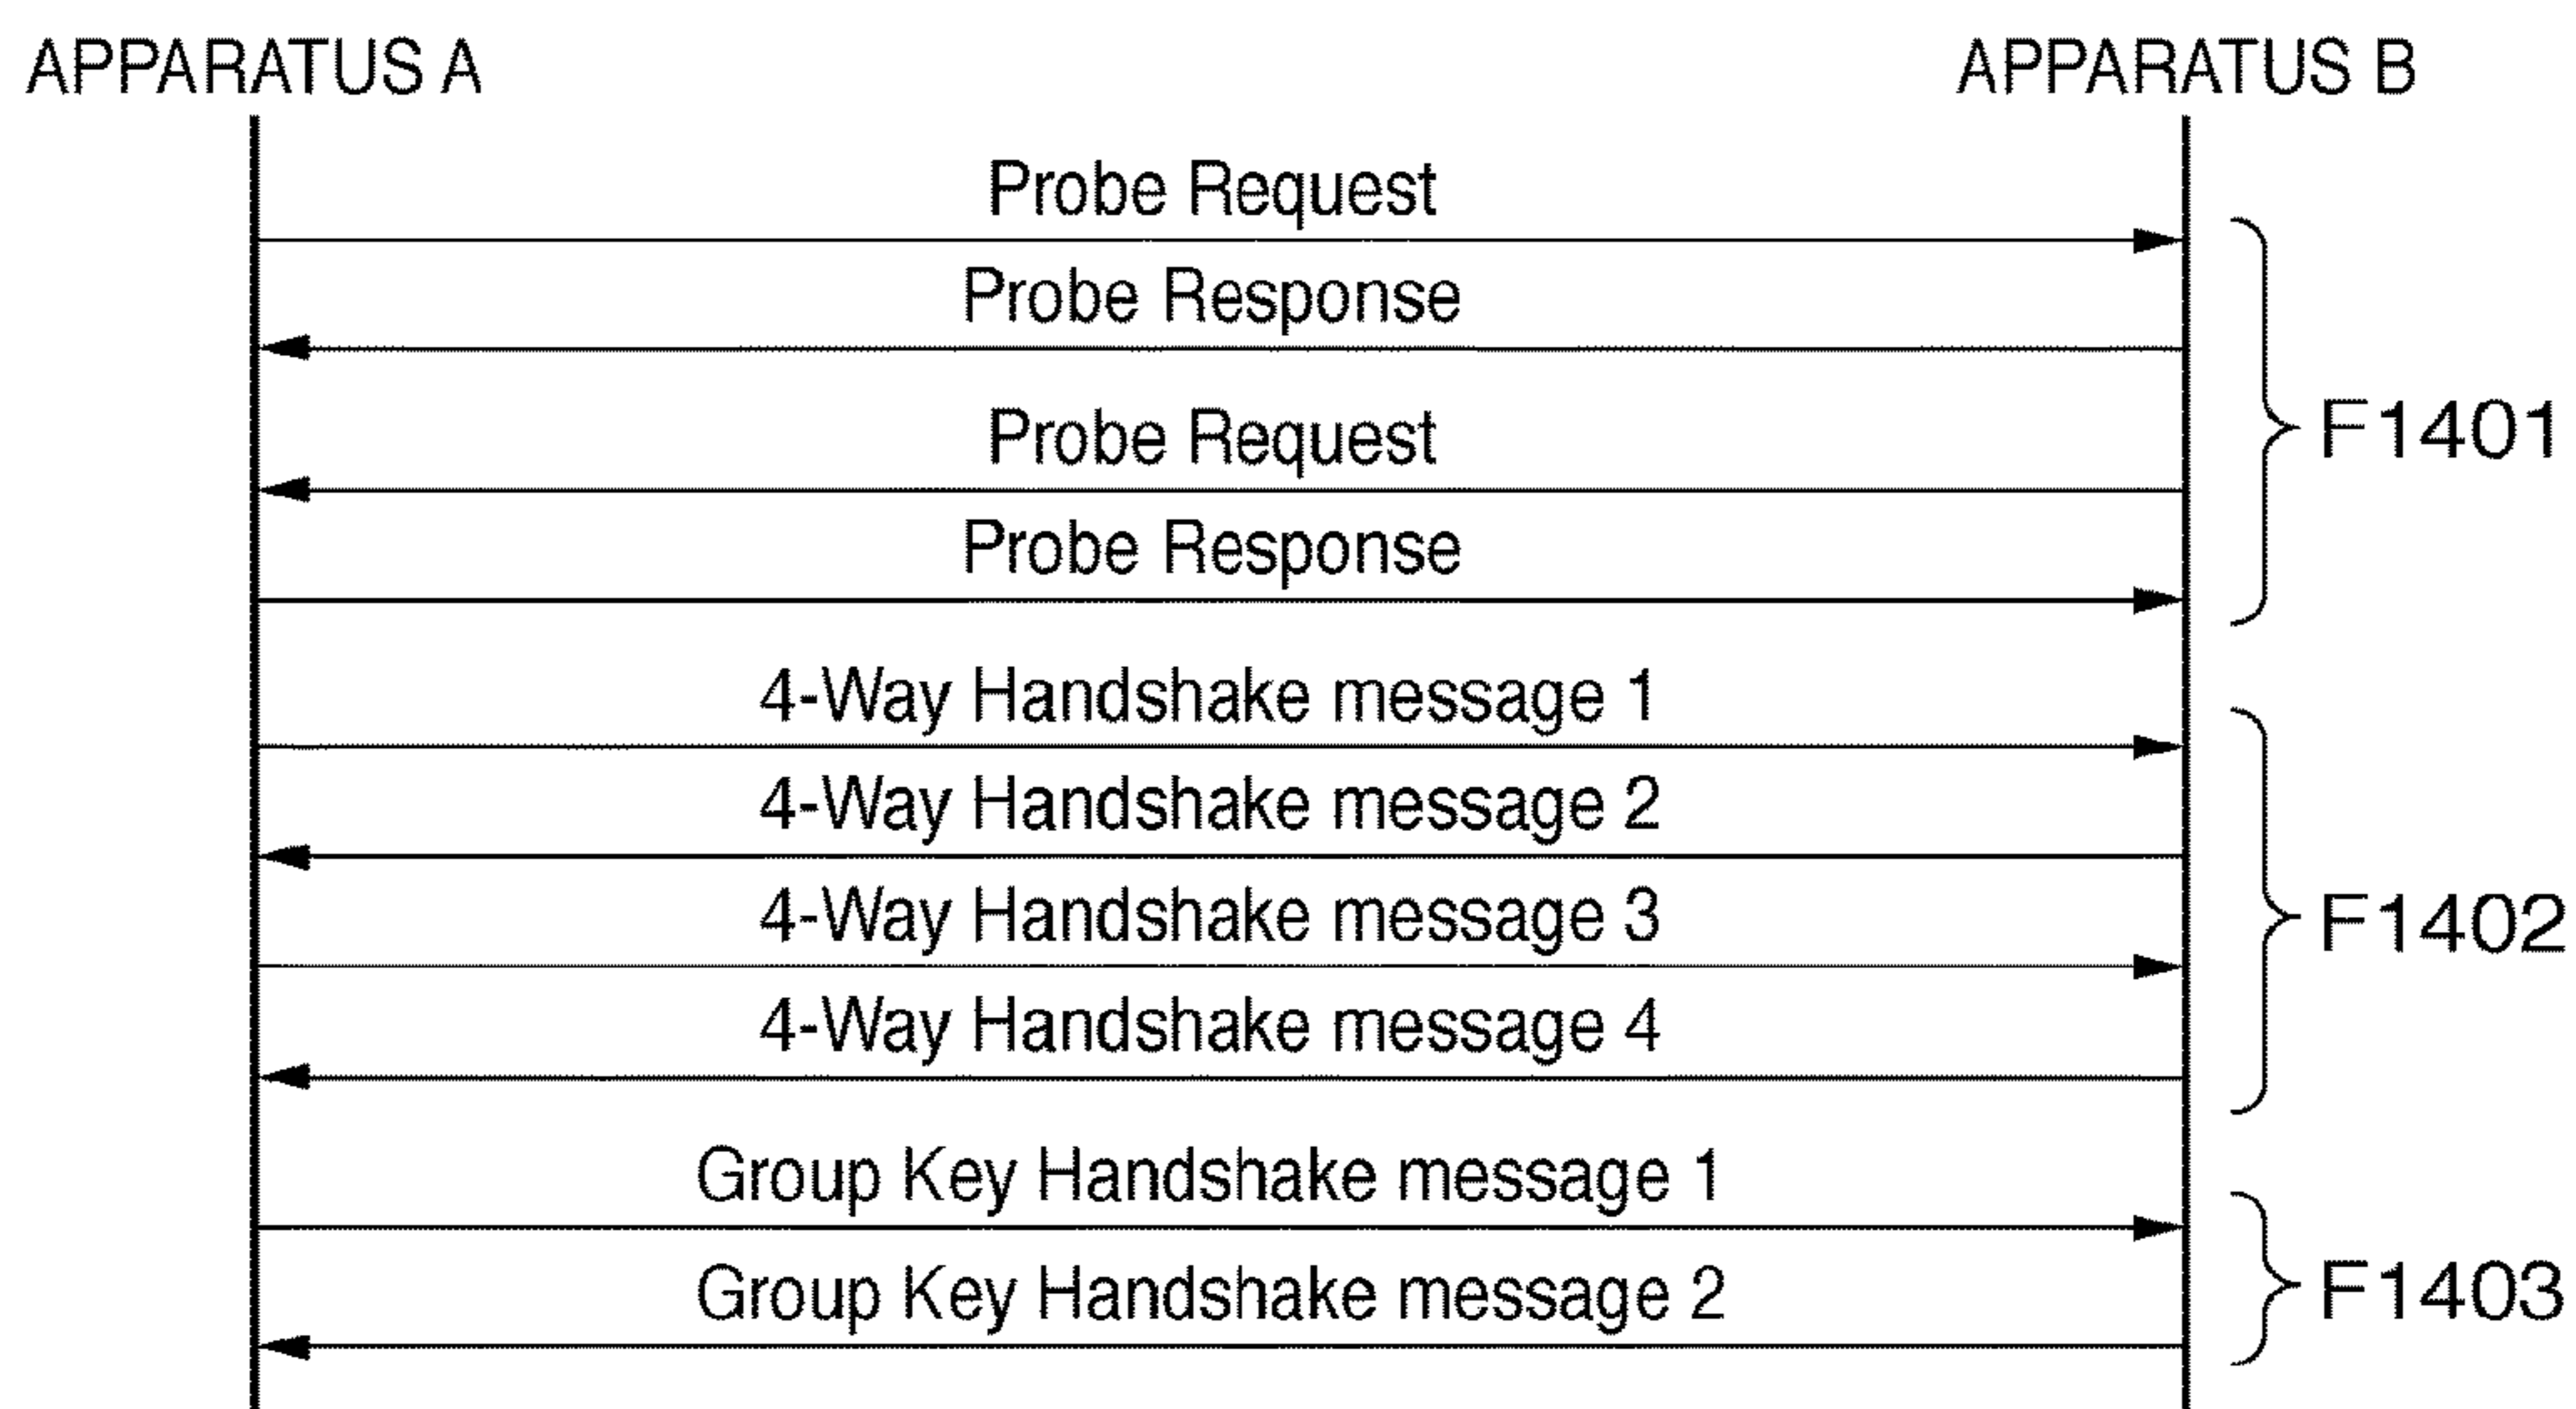 APPARATUS A
APPARATUS B
Probe Request
Probe Response
Probe Request
Probe Response
F1401
4-Way Handshake message 1
4-Way Handshake message 2
4-Way Handshake message 3
4-Way Handshake message 4
F1402
Group Key Handshake message 1
Group Key Handshake message 2
F1403